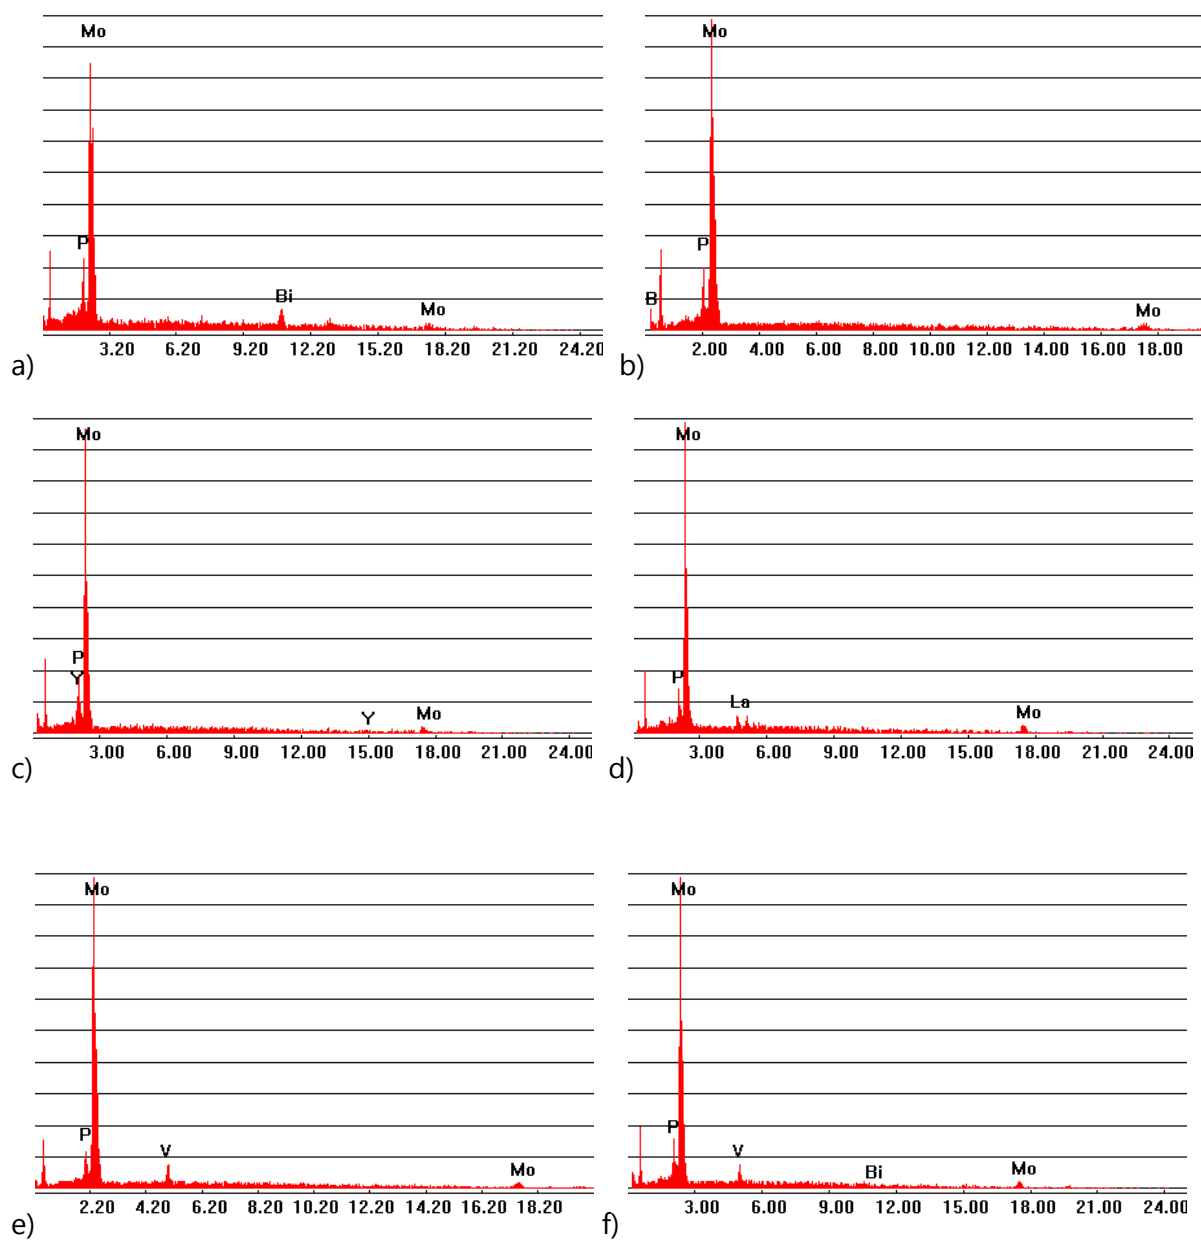 Mo
P
Bi
Mo
3.20 6.20 9.20 12.20 15.20 18.20 21.20 24.20
a)
Mo
P
B
Mo
2.00 4.00 6.00 8.00 10.00 12.00 14.00 16.00 18.00
b)
Mo
P
Y
Y
Mo
3.00 6.00 9.00 12.00 15.00 18.00 21.00 24.00
c)
Mo
P
La
Mo
3.00 6.00 9.00 12.00 15.00 18.00 21.00 24.00
d)
Mo
P
V
Mo
2.20 4.20 6.20 8.20 10.20 12.20 14.20 16.20 18.20
e)
Mo
P
V
Bi
Mo
3.00 6.00 9.00 12.00 15.00 18.00 21.00 24.00
f)